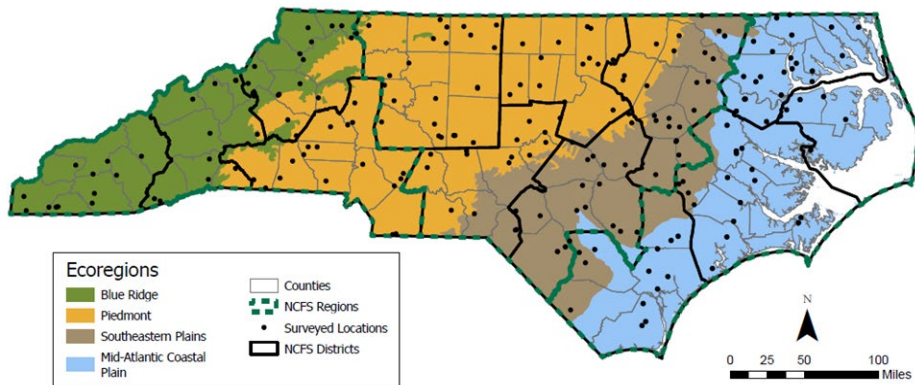 Ecoregions
Blue Ridge
Piedmont
Southeastern Plains
Mid-Atlantic Coastal
Plain
Counties
NCFS Regions
Surveyed Locations
NCFS Districts
N
0 25 50 100
Miles